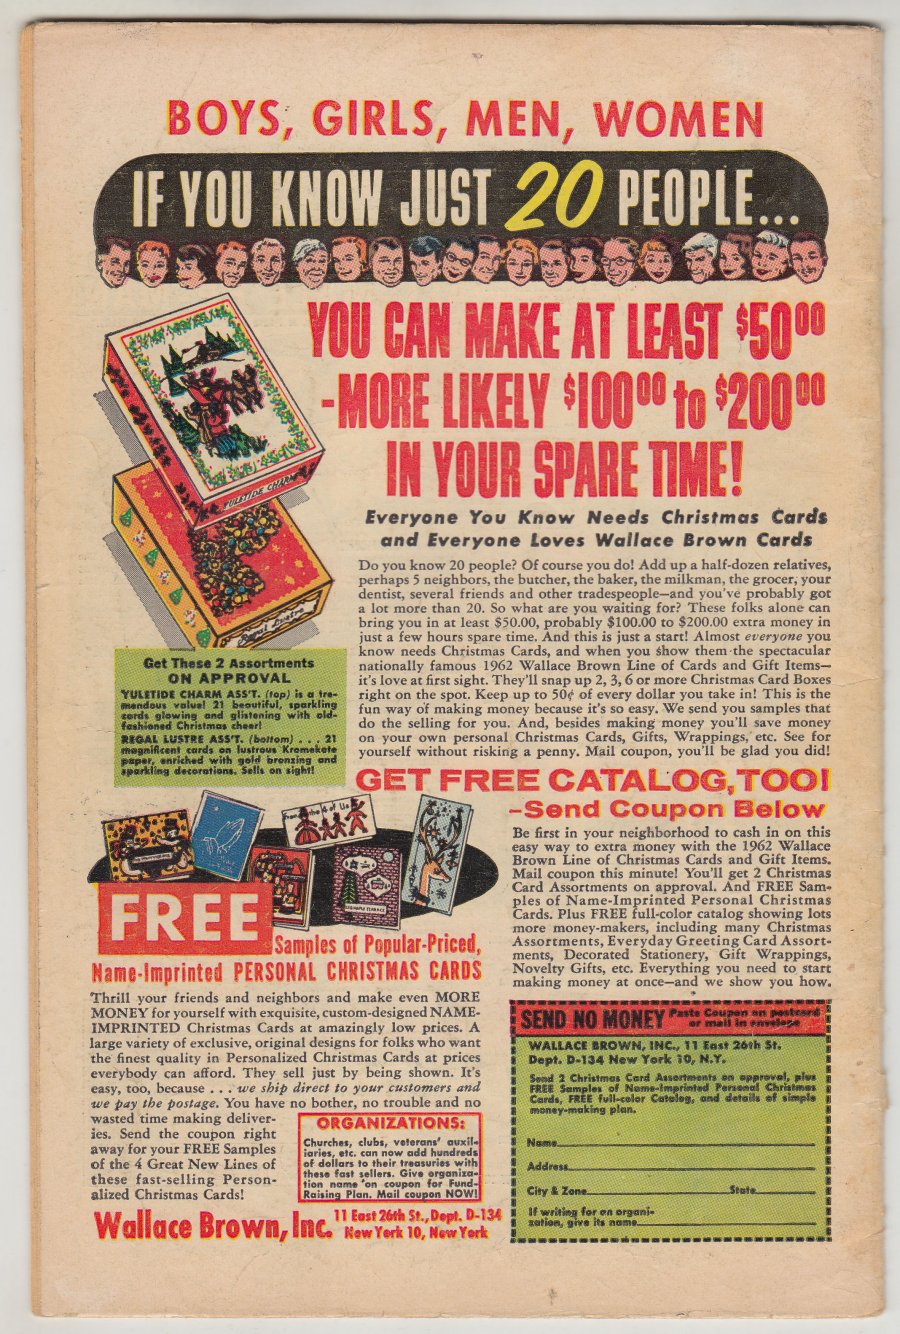 BOYS, GIRLS, MEN, WOMEN
IF YOU KNOW JUST 20 PEOPLE...
YOU CAN MAKE AT LEAST $5000
-MORE LIKELY $10000 to $20000
IN YOUR SPARE TIME!
YULETIDE CHARM
Regal Lustre
Everyone You Know Needs Christmas Cards
and Everyone Loves Wallace Brown Cards
Do you know 20 people? Of course you do! Add up a half-dozen relatives,
perhaps 5 neighbors, the butcher, the baker, the milkman, the grocer, your
dentist, several friends and other tradespeople—and you've probably got
a lot more than 20. So what are you waiting for? These folks alone can
bring you in at least $50.00, probably $100.00 to $200.00 extra money in
just a few hours spare time. And this is just a start! Almost everyone you
know needs Christmas Cards, and when you show them the spectacular
nationally famous 1962 Wallace Brown Line of Cards and Gift Items—
it's love at first sight. They'll snap up 2, 3, 6 or more Christmas Card Boxes
right on the spot. Keep up to 50¢ of every dollar you take in! This is the
fun way of making money because it's so easy. We send you samples that
do the selling for you. And, besides making money you'll save money
on your own personal Christmas Cards, Gifts, Wrappings, etc. See for
yourself without risking a penny. Mail coupon, you'll be glad you did!
Get These 2 Assortments
ON APPROVAL
YULETIDE CHARM ASS'T. (top) is a tre-
mendous value! 21 beautiful, sparkling
cards glowing and glistening with old-
fashioned Christmas cheer!
REGAL LUSTRE ASS'T. (bottom) . . . 21
magnificent cards on lustrous Kromekote
paper, enriched with gold bronzing and
sparkling decorations. Sells on sight!
GET FREE CATALOG, TOO!
—Send Coupon Below
Be first in your neighborhood to cash in on this
easy way to extra money with the 1962 Wallace
Brown Line of Christmas Cards and Gift Items.
Mail coupon this minute! You'll get 2 Christmas
Card Assortments on approval. And FREE Sam-
ples of Name-Imprinted Personal Christmas
Cards. Plus FREE full-color catalog showing lots
more money-makers, including many Christmas
Assortments, Everyday Greeting Card Assort-
ments, Decorated Stationery, Gift Wrappings,
Novelty Gifts, etc. Everything you need to start
making money at once—and we show you how.
From the 4 of Us
FREE
Samples of Popular-Priced,
Name-Imprinted PERSONAL CHRISTMAS CARDS
Thrill your friends and neighbors and make even MORE
MONEY for yourself with exquisite, custom-designed NAME-
IMPRINTED Christmas Cards at amazingly low prices. A
large variety of exclusive, original designs for folks who want
the finest quality in Personalized Christmas Cards at prices
everybody can afford. They sell just by being shown. It's
easy, too, because . . . we ship direct to your customers and
we pay the postage. You have no bother, no trouble and no
wasted time making deliver-
ies. Send the coupon right
away for your FREE Samples
of the 4 Great New Lines of
these fast-selling Person-
alized Christmas Cards!
ORGANIZATIONS:
Churches, clubs, veterans' auxil-
iaries, etc. can now add hundreds
of dollars to their treasuries with
these fast sellers. Give organiza-
tion name on coupon for Fund-
Raising Plan. Mail coupon NOW!
Wallace Brown, Inc. 11 East 26th St., Dept. D-134
New York 10, New York
SEND NO MONEY Paste Coupon on postcard
or mail in envelope
WALLACE BROWN, INC., 11 East 26th St.
Dept. D-134 New York 10, N.Y.
Send 2 Christmas Card Assortments on approval, plus
FREE Samples of Name-Imprinted Personal Christmas
Cards, FREE full-color Catalog, and details of simple
money-making plan.
Name
Address
City & Zone State
If writing for an organi-
zation, give its name